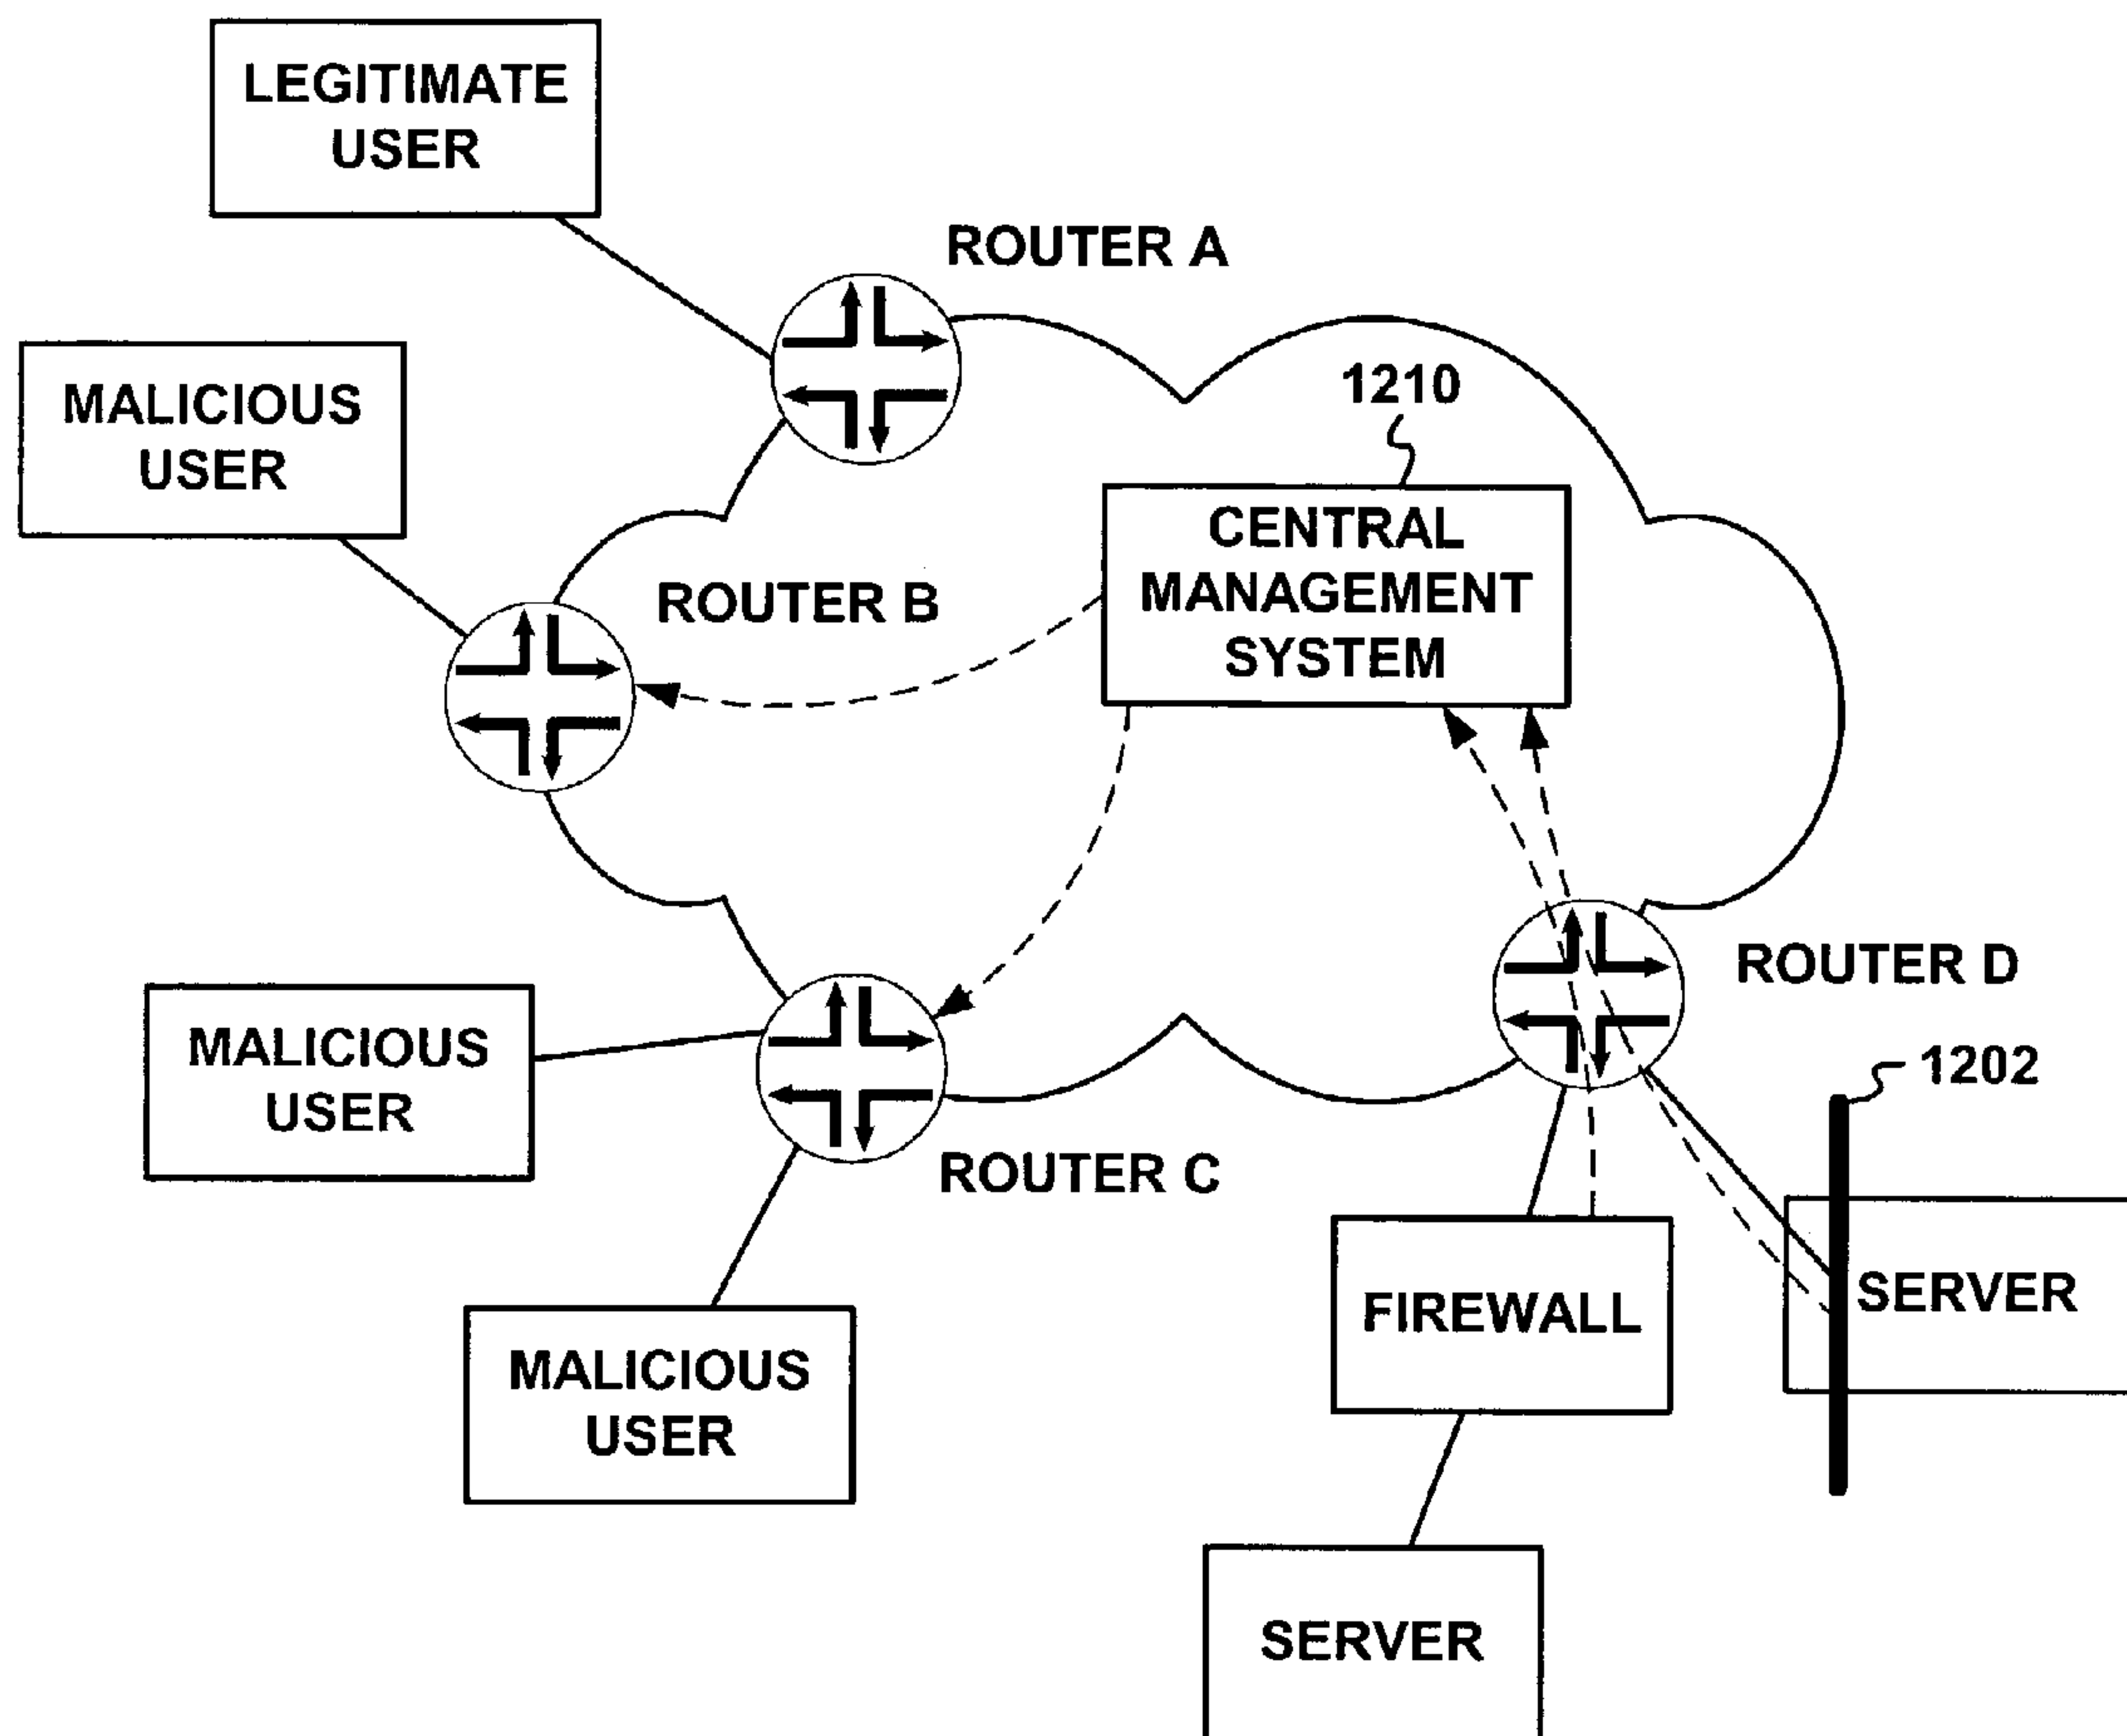 LEGITIMATE
USER
ROUTER A
MALICIOUS
USER
1210
CENTRAL
MANAGEMENT
SYSTEM
ROUTER B
ROUTER D
MALICIOUS
USER
1202
ROUTER C
FIREWALL
SERVER
MALICIOUS
USER
SERVER